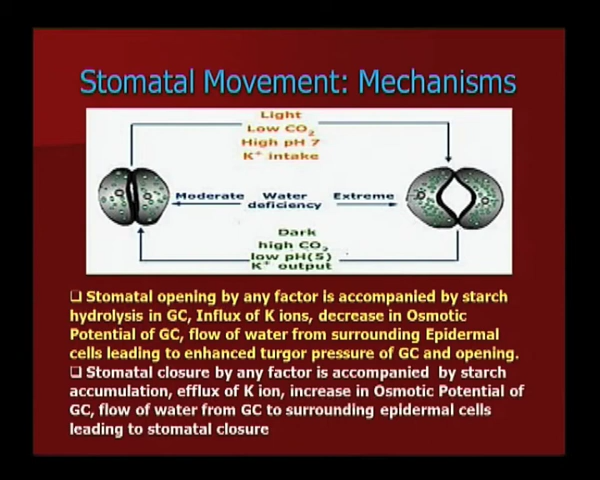 Stomatal Movement: Mechanisms
Light
Low CO₂
High pH 7
K⁺ intake
Moderate Water Extreme
deficiency
Dark
high CO₂
low pH(5)
K⁺ output
❑ Stomatal opening by any factor is accompanied by starch
hydrolysis in GC, Influx of K ions, decrease in Osmotic
Potential of GC, flow of water from surrounding Epidermal
cells leading to enhanced turgor pressure of GC and opening.
❑ Stomatal closure by any factor is accompanied by starch
accumulation, efflux of K ion, increase in Osmotic Potential of
GC, flow of water from GC to surrounding epidermal cells
leading to stomatal closure